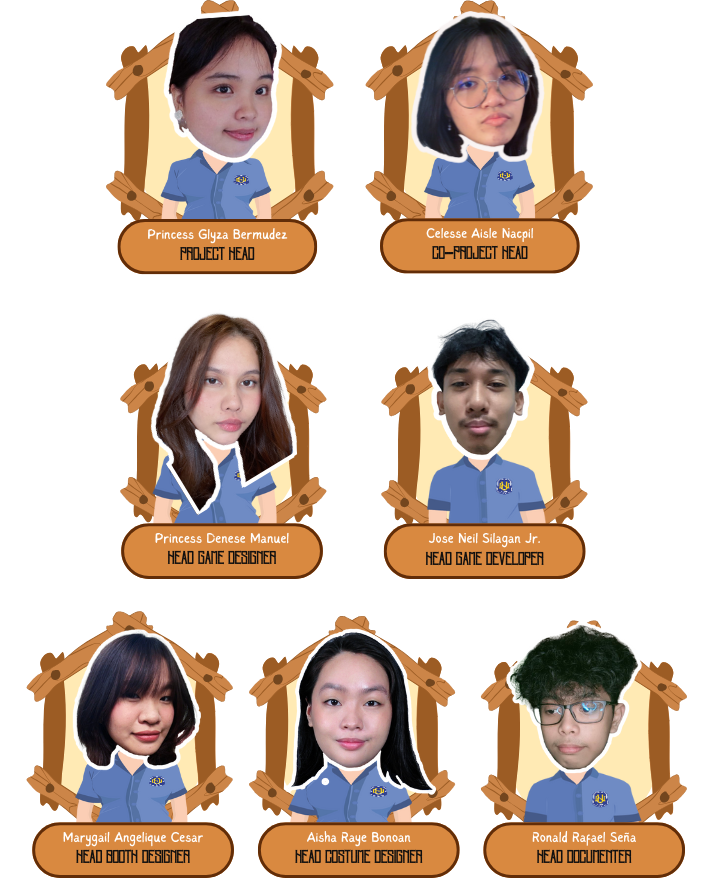 Princess Glyza Bermudez
PROJECT HEAD
Celesse Aisle Nacpil
CO-PROJECT HEAD
Princess Denese Manuel
HEAD GAME DESIGNER
Jose Neil Silagan Jr.
HEAD GAME DEVELOPER
Marygail Angelique Cesar
HEAD BOOTH DESIGNER
Aisha Raye Bonoan
HEAD COSTUME DESIGNER
Ronald Rafael Seña
HEAD DOCUMENTER